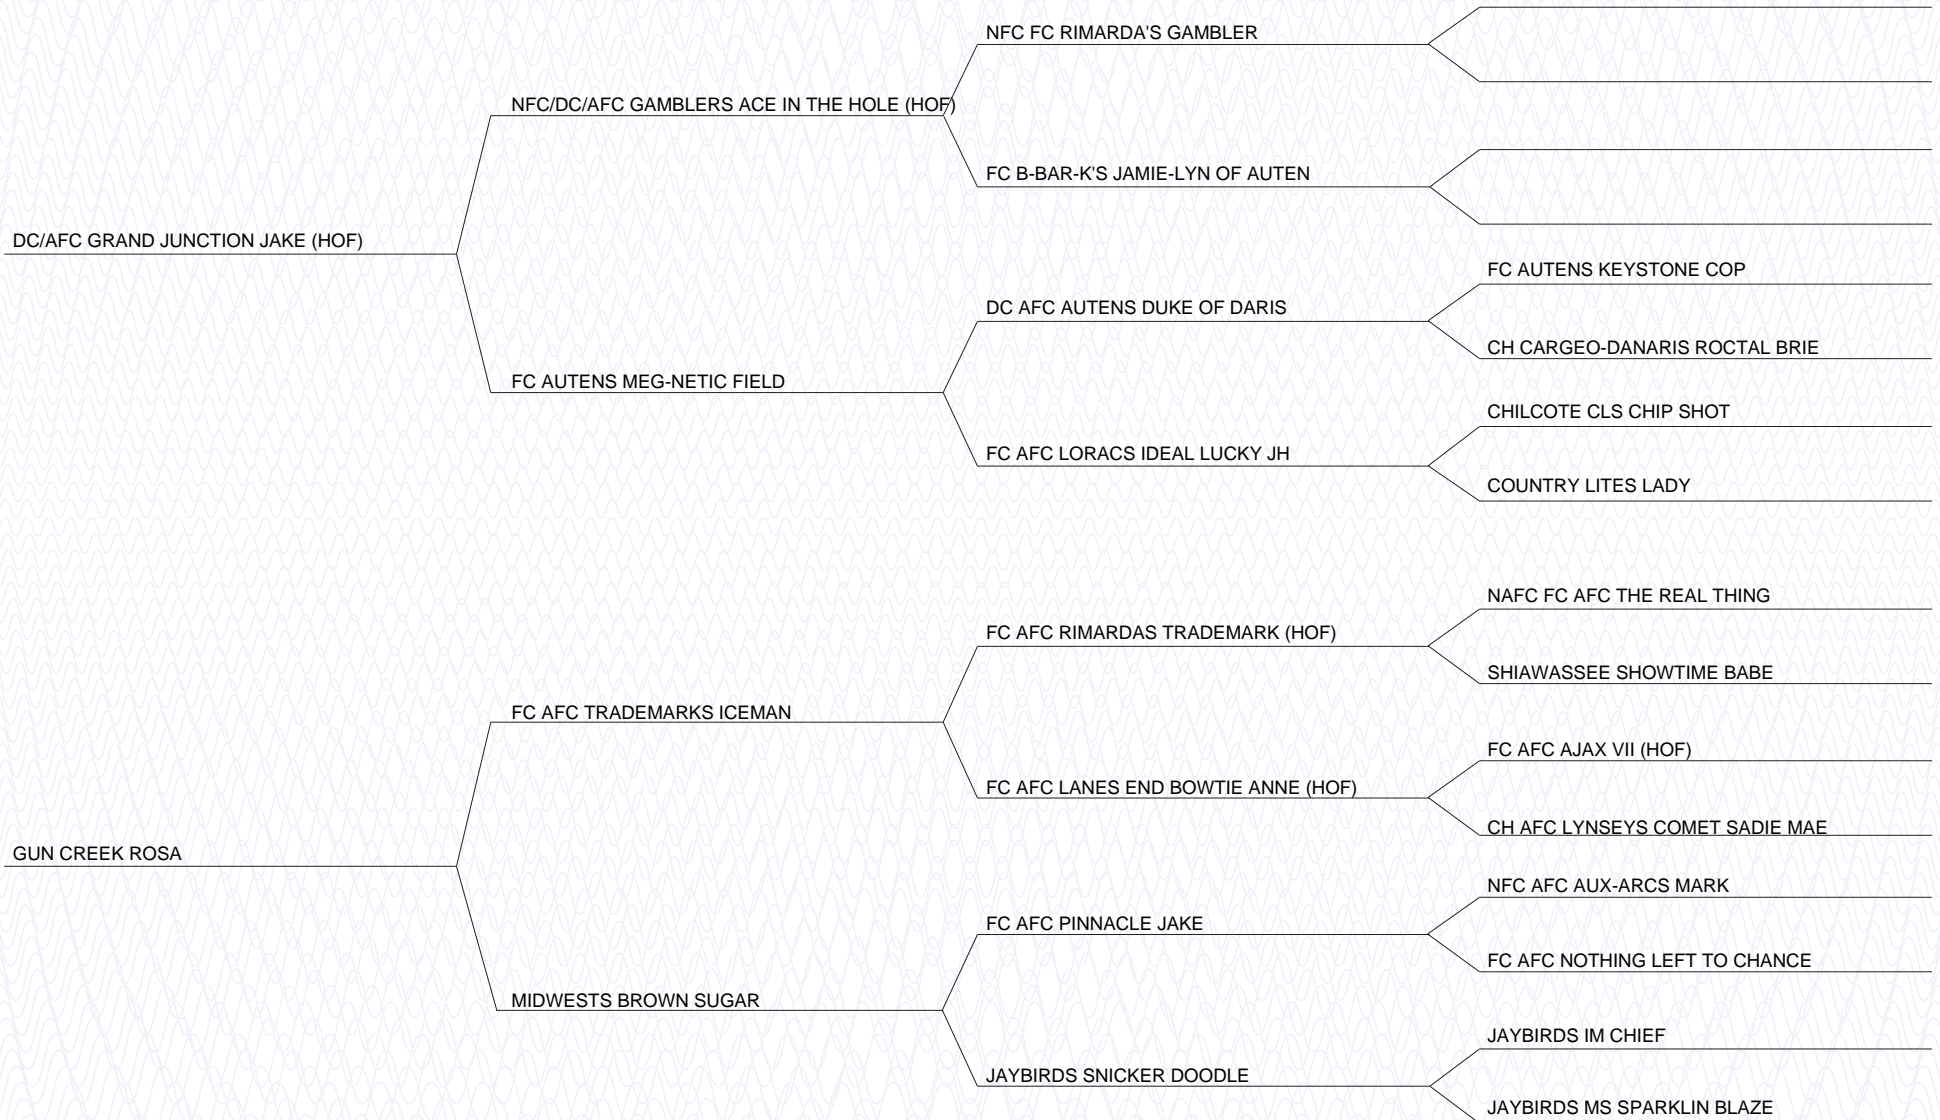 NFC FC RIMARDA'S GAMBLER
NFC/DC/AFC GAMBLERS ACE IN THE HOLE (HOF)
FC B-BAR-K'S JAMIE-LYN OF AUTEN
DC/AFC GRAND JUNCTION JAKE (HOF)
FC AUTENS KEYSTONE COP
DC AFC AUTENS DUKE OF DARIS
CH CARGEO-DANARIS ROCTAL BRIE
FC AUTENS MEG-NETIC FIELD
CHILCOTE CLS CHIP SHOT
FC AFC LORACS IDEAL LUCKY JH
COUNTRY LITES LADY
NAFC FC AFC THE REAL THING
FC AFC RIMARDAS TRADEMARK (HOF)
SHIAWASSEE SHOWTIME BABE
FC AFC TRADEMARKS ICEMAN
FC AFC AJAX VII (HOF)
FC AFC LANES END BOWTIE ANNE (HOF)
CH AFC LYNSEYS COMET SADIE MAE
GUN CREEK ROSA
NFC AFC AUX-ARCS MARK
FC AFC PINNACLE JAKE
FC AFC NOTHING LEFT TO CHANCE
MIDWESTS BROWN SUGAR
JAYBIRDS IM CHIEF
JAYBIRDS SNICKER DOODLE
JAYBIRDS MS SPARKLIN BLAZE